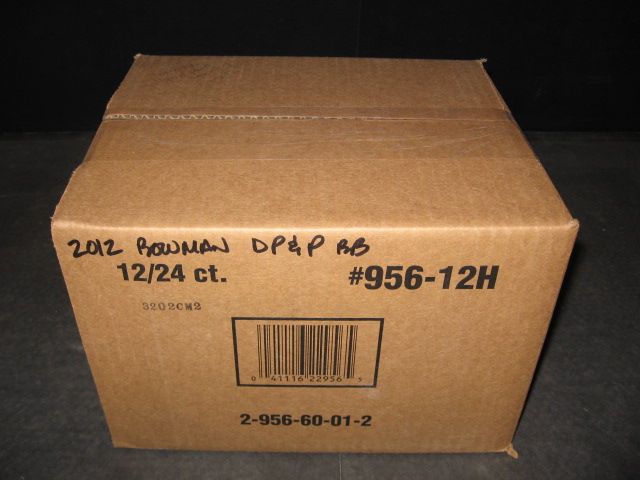 2012 BOWMAN DP&P BB
12/24 ct. #956-12H
3202CM2
0 41116 22956 5
2-956-60-01-2